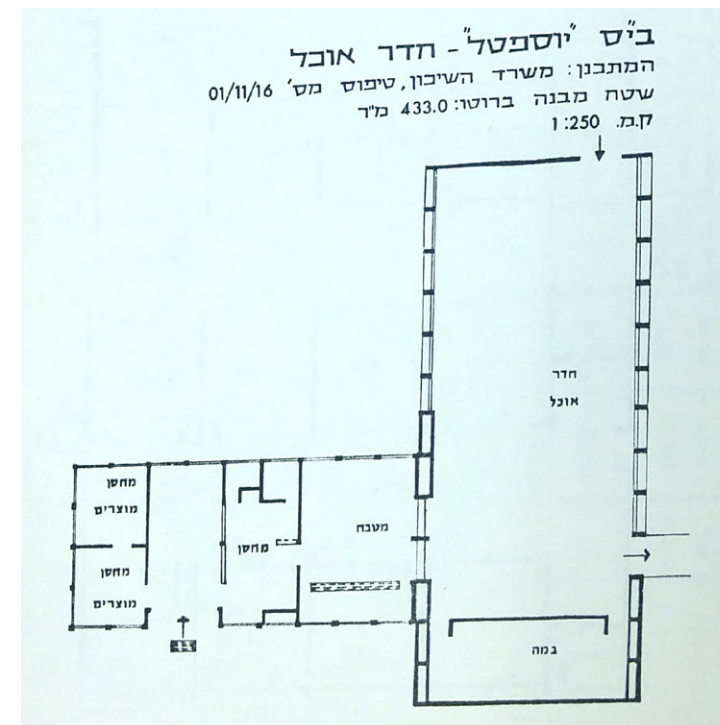 בי"ס "יוספטל" - חדר אוכל
המתכנן: משרד השיכון, טיפוס מס' 01/11/16
שטח מבנה ברוטו: 433.0 מ"ר
ק.מ. 1:250
חדר
אוכל
מחסן
מוצרים
מחסן
מטבח
מחסן
מוצרים
במה